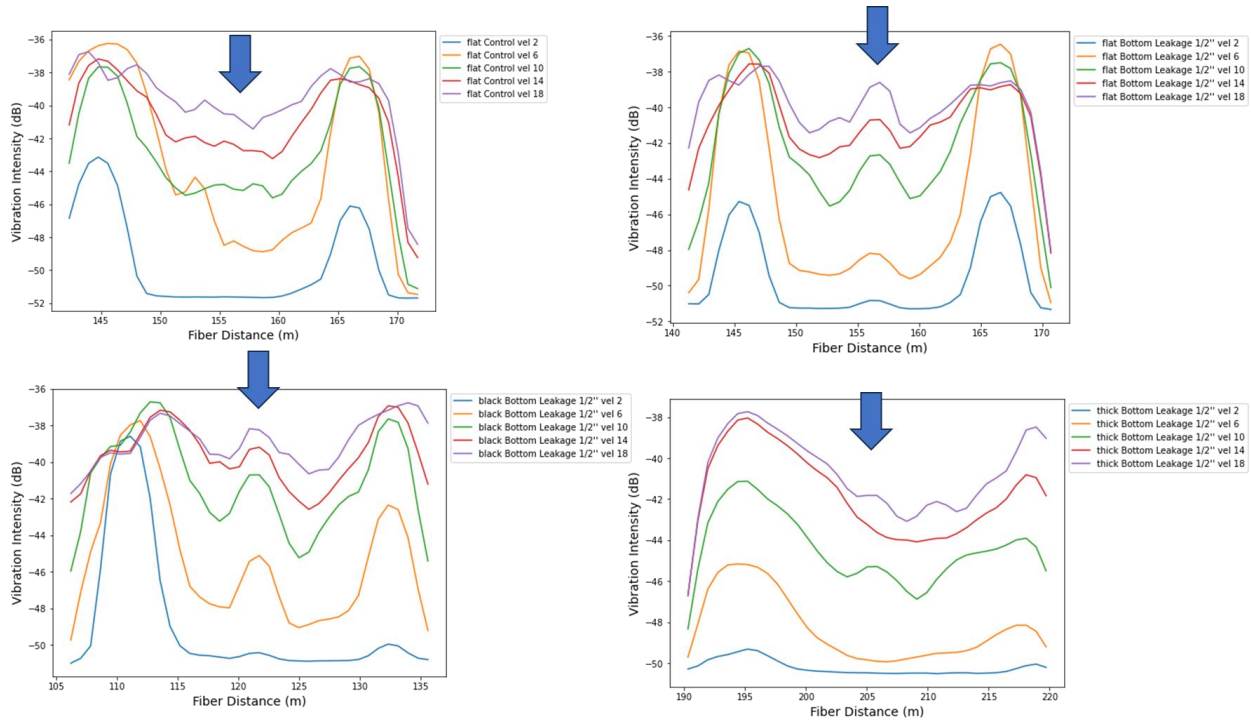 flat Control vel 2
flat Control vel 6
flat Control vel 10
flat Control vel 14
flat Control vel 18
Vibration Intensity (dB)
−36
−38
−40
−42
−44
−46
−48
−50
−52
145 150 155 160 165 170
Fiber Distance (m)
flat Bottom Leakage 1/2'' vel 2
flat Bottom Leakage 1/2'' vel 6
flat Bottom Leakage 1/2'' vel 10
flat Bottom Leakage 1/2'' vel 14
flat Bottom Leakage 1/2'' vel 18
Vibration Intensity (dB)
−36
−38
−40
−42
−44
−46
−48
−50
−52
140 145 150 155 160 165 170
Fiber Distance (m)
black Bottom Leakage 1/2'' vel 2
black Bottom Leakage 1/2'' vel 6
black Bottom Leakage 1/2'' vel 10
black Bottom Leakage 1/2'' vel 14
black Bottom Leakage 1/2'' vel 18
Vibration Intensity (dB)
−36
−38
−40
−42
−44
−46
−48
−50
105 110 115 120 125 130 135
Fiber Distance (m)
thick Bottom Leakage 1/2'' vel 2
thick Bottom Leakage 1/2'' vel 6
thick Bottom Leakage 1/2'' vel 10
thick Bottom Leakage 1/2'' vel 14
thick Bottom Leakage 1/2'' vel 18
Vibration Intensity (dB)
−38
−40
−42
−44
−46
−48
−50
190 195 200 205 210 215 220
Fiber Distance (m)